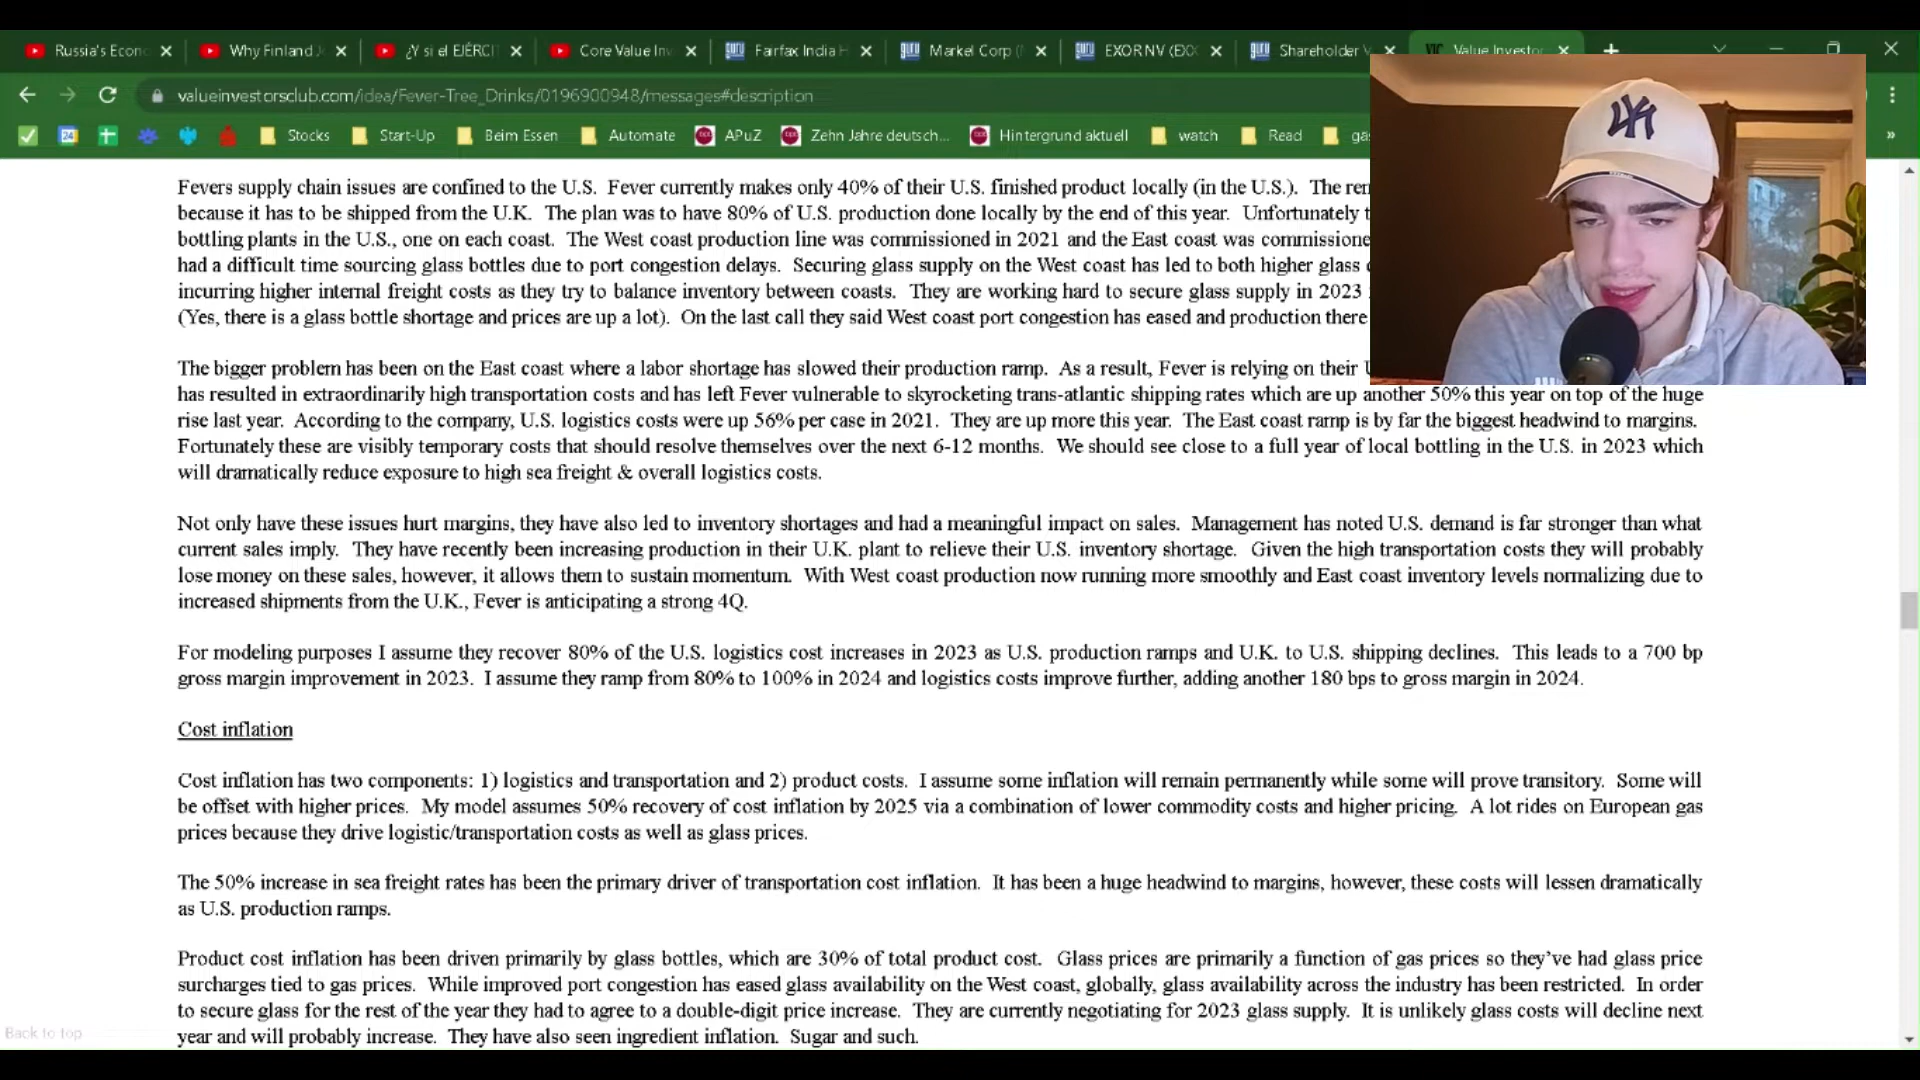 Russia's Econ
Why Finland J
¿Y si el EJÉRCI
Core Value Inv
Fairfax India H
Markel Corp (
EXOR NV (EXX
Shareholder V
VIC Value Investor
valueinvestorsclub.com/idea/Fever-Tree_Drinks/0196900948/messages#description
24 Stocks Start-Up Beim Essen Automate APuZ Zehn Jahre deutsch... Hintergrund aktuell watch Read ga
Fevers supply chain issues are confined to the U.S. Fever currently makes only 40% of their U.S. finished product locally (in the U.S.). The
because it has to be shipped from the U.K. The plan was to have 80% of U.S. production done locally by the end of this year. Unfortunately
bottling plants in the U.S., one on each coast. The West coast production line was commissioned in 2021 and the East coast was commissione
had a difficult time sourcing glass bottles due to port congestion delays. Securing glass supply on the West coast has led to both higher glass
incurring higher internal freight costs as they try to balance inventory between coasts. They are working hard to secure glass supply in 2023
(Yes, there is a glass bottle shortage and prices are up a lot). On the last call they said West coast port congestion has eased and production there
The bigger problem has been on the East coast where a labor shortage has slowed their production ramp. As a result, Fever is relying on their
has resulted in extraordinarily high transportation costs and has left Fever vulnerable to skyrocketing trans-atlantic shipping rates which are up another 50% this year on top of the huge
rise last year. According to the company, U.S. logistics costs were up 56% per case in 2021. They are up more this year. The East coast ramp is by far the biggest headwind to margins.
Fortunately these are visibly temporary costs that should resolve themselves over the next 6-12 months. We should see close to a full year of local bottling in the U.S. in 2023 which
will dramatically reduce exposure to high sea freight & overall logistics costs.
Not only have these issues hurt margins, they have also led to inventory shortages and had a meaningful impact on sales. Management has noted U.S. demand is far stronger than what
current sales imply. They have recently been increasing production in their U.K. plant to relieve their U.S. inventory shortage. Given the high transportation costs they will probably
lose money on these sales, however, it allows them to sustain momentum. With West coast production now running more smoothly and East coast inventory levels normalizing due to
increased shipments from the U.K., Fever is anticipating a strong 4Q.
For modeling purposes I assume they recover 80% of the U.S. logistics cost increases in 2023 as U.S. production ramps and U.K. to U.S. shipping declines. This leads to a 700 bp
gross margin improvement in 2023. I assume they ramp from 80% to 100% in 2024 and logistics costs improve further, adding another 180 bps to gross margin in 2024.
Cost inflation
Cost inflation has two components: 1) logistics and transportation and 2) product costs. I assume some inflation will remain permanently while some will prove transitory. Some will
be offset with higher prices. My model assumes 50% recovery of cost inflation by 2025 via a combination of lower commodity costs and higher pricing. A lot rides on European gas
prices because they drive logistic/transportation costs as well as glass prices.
The 50% increase in sea freight rates has been the primary driver of transportation cost inflation. It has been a huge headwind to margins, however, these costs will lessen dramatically
as U.S. production ramps.
Product cost inflation has been driven primarily by glass bottles, which are 30% of total product cost. Glass prices are primarily a function of gas prices so they've had glass price
surcharges tied to gas prices. While improved port congestion has eased glass availability on the West coast, globally, glass availability across the industry has been restricted. In order
to secure glass for the rest of the year they had to agree to a double-digit price increase. They are currently negotiating for 2023 glass supply. It is unlikely glass costs will decline next
Back to top
year and will probably increase. They have also seen ingredient inflation. Sugar and such.